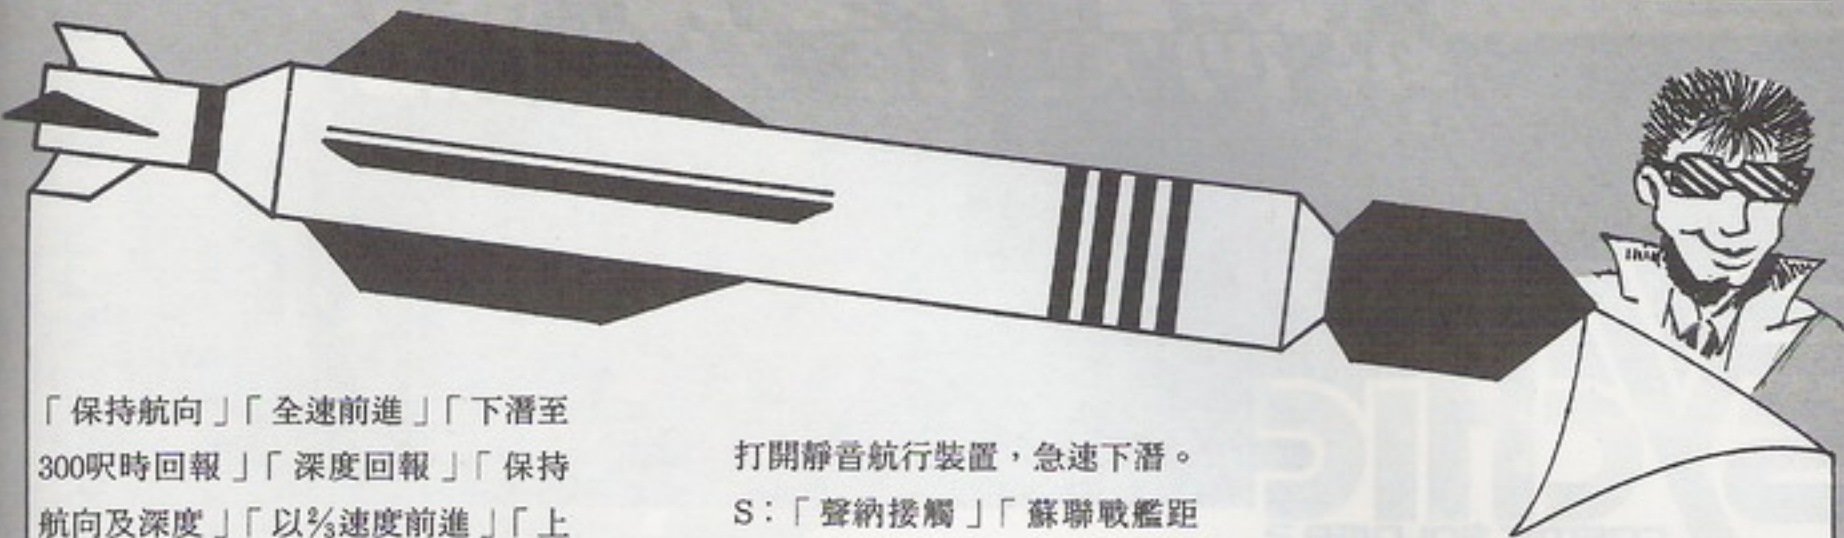 「保持航向」「全速前進」「下潛至
300呎時回報」「深度回報」「保持
航向及深度」「以⅔速度前進」「上
打開靜音航行裝置，急速下潛。
S：「聲納接觸」「蘇聯戰艦距